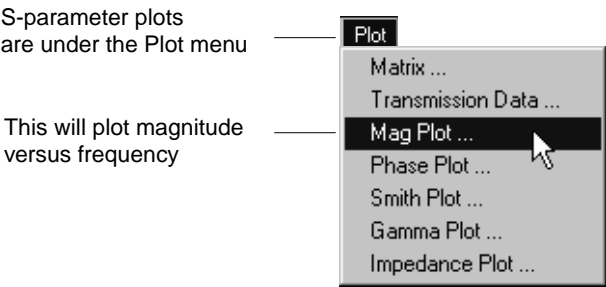 S-parameter plots
are under the Plot menu
This will plot magnitude
versus frequency
Plot
Matrix ...
Transmission Data ...
Mag Plot ...
Phase Plot ...
Smith Plot ...
Gamma Plot ...
Impedance Plot ...